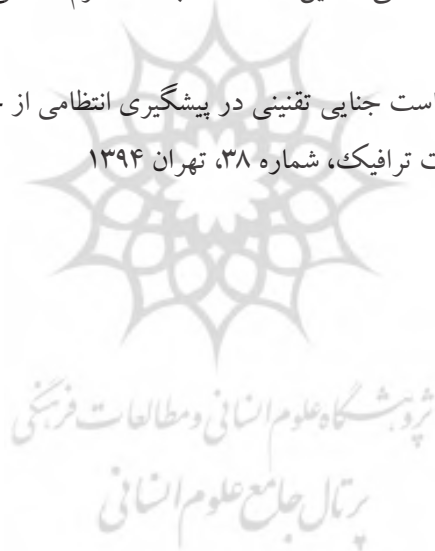 است جنایی تقنینی در پیشگیری انتظامی از
ت ترافیک، شماره ۳۸، تهران ۱۳۹۴
پژوهشگاه علوم انسانی و مطالعات فرهنگی
پرتال جامع علوم انسانی